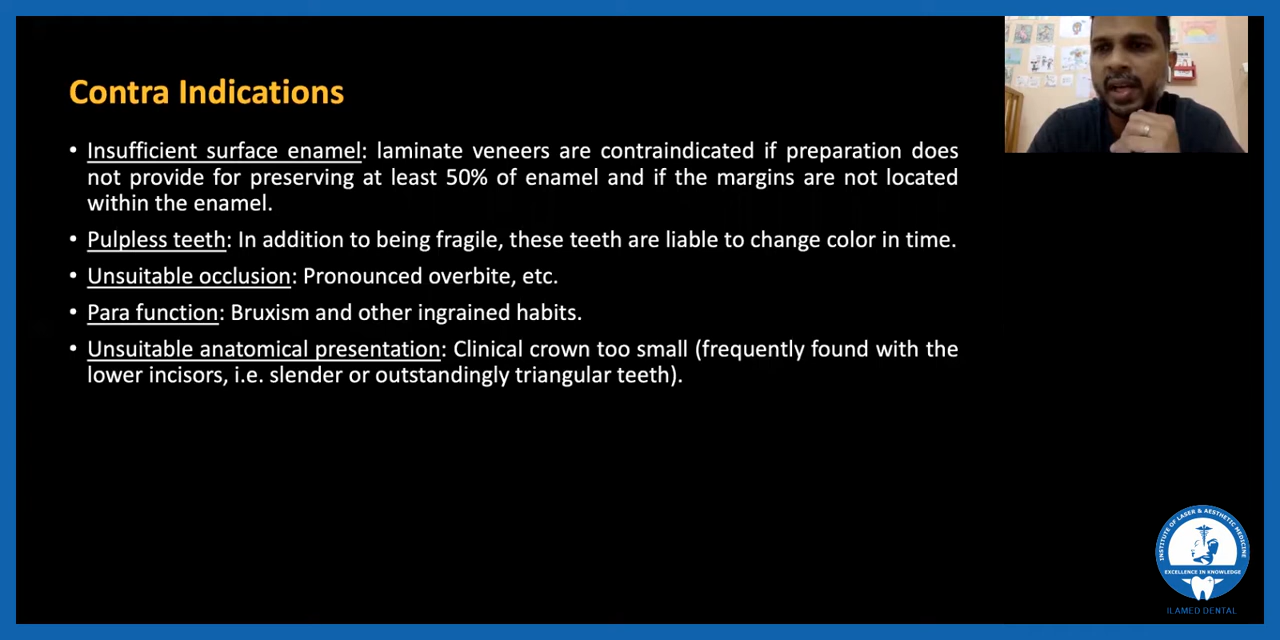 Contra Indications
• Insufficient surface enamel: laminate veneers are contraindicated if preparation does
not provide for preserving at least 50% of enamel and if the margins are not located
within the enamel.
• Pulpless teeth: In addition to being fragile, these teeth are liable to change color in time.
• Unsuitable occlusion: Pronounced overbite, etc.
• Para function: Bruxism and other ingrained habits.
• Unsuitable anatomical presentation: Clinical crown too small (frequently found with the
lower incisors, i.e. slender or outstandingly triangular teeth).
INSTITUTE OF LASER & AESTHETIC MEDICINE
EXCELLENCE IN KNOWLEDGE
ILAMED DENTAL